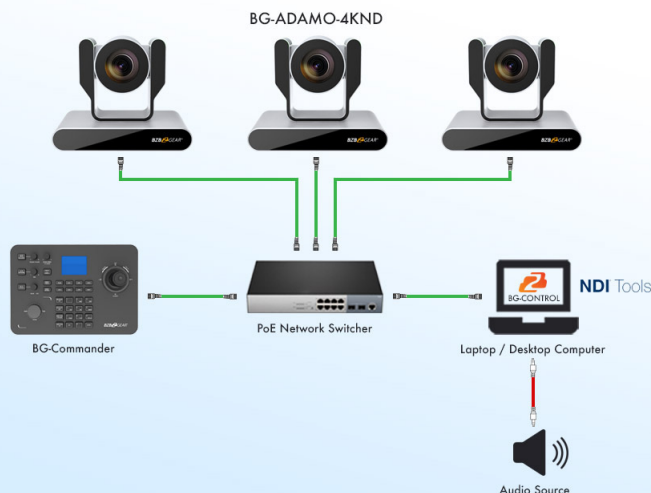 BG-ADAMO-4KND
BZBGEAR
BZBGEAR
BZBGEAR
BZBGEAR
BG-CONTROL
NDI Tools
BG-Commander
PoE Network Switcher
Laptop / Desktop Computer
Audio Source